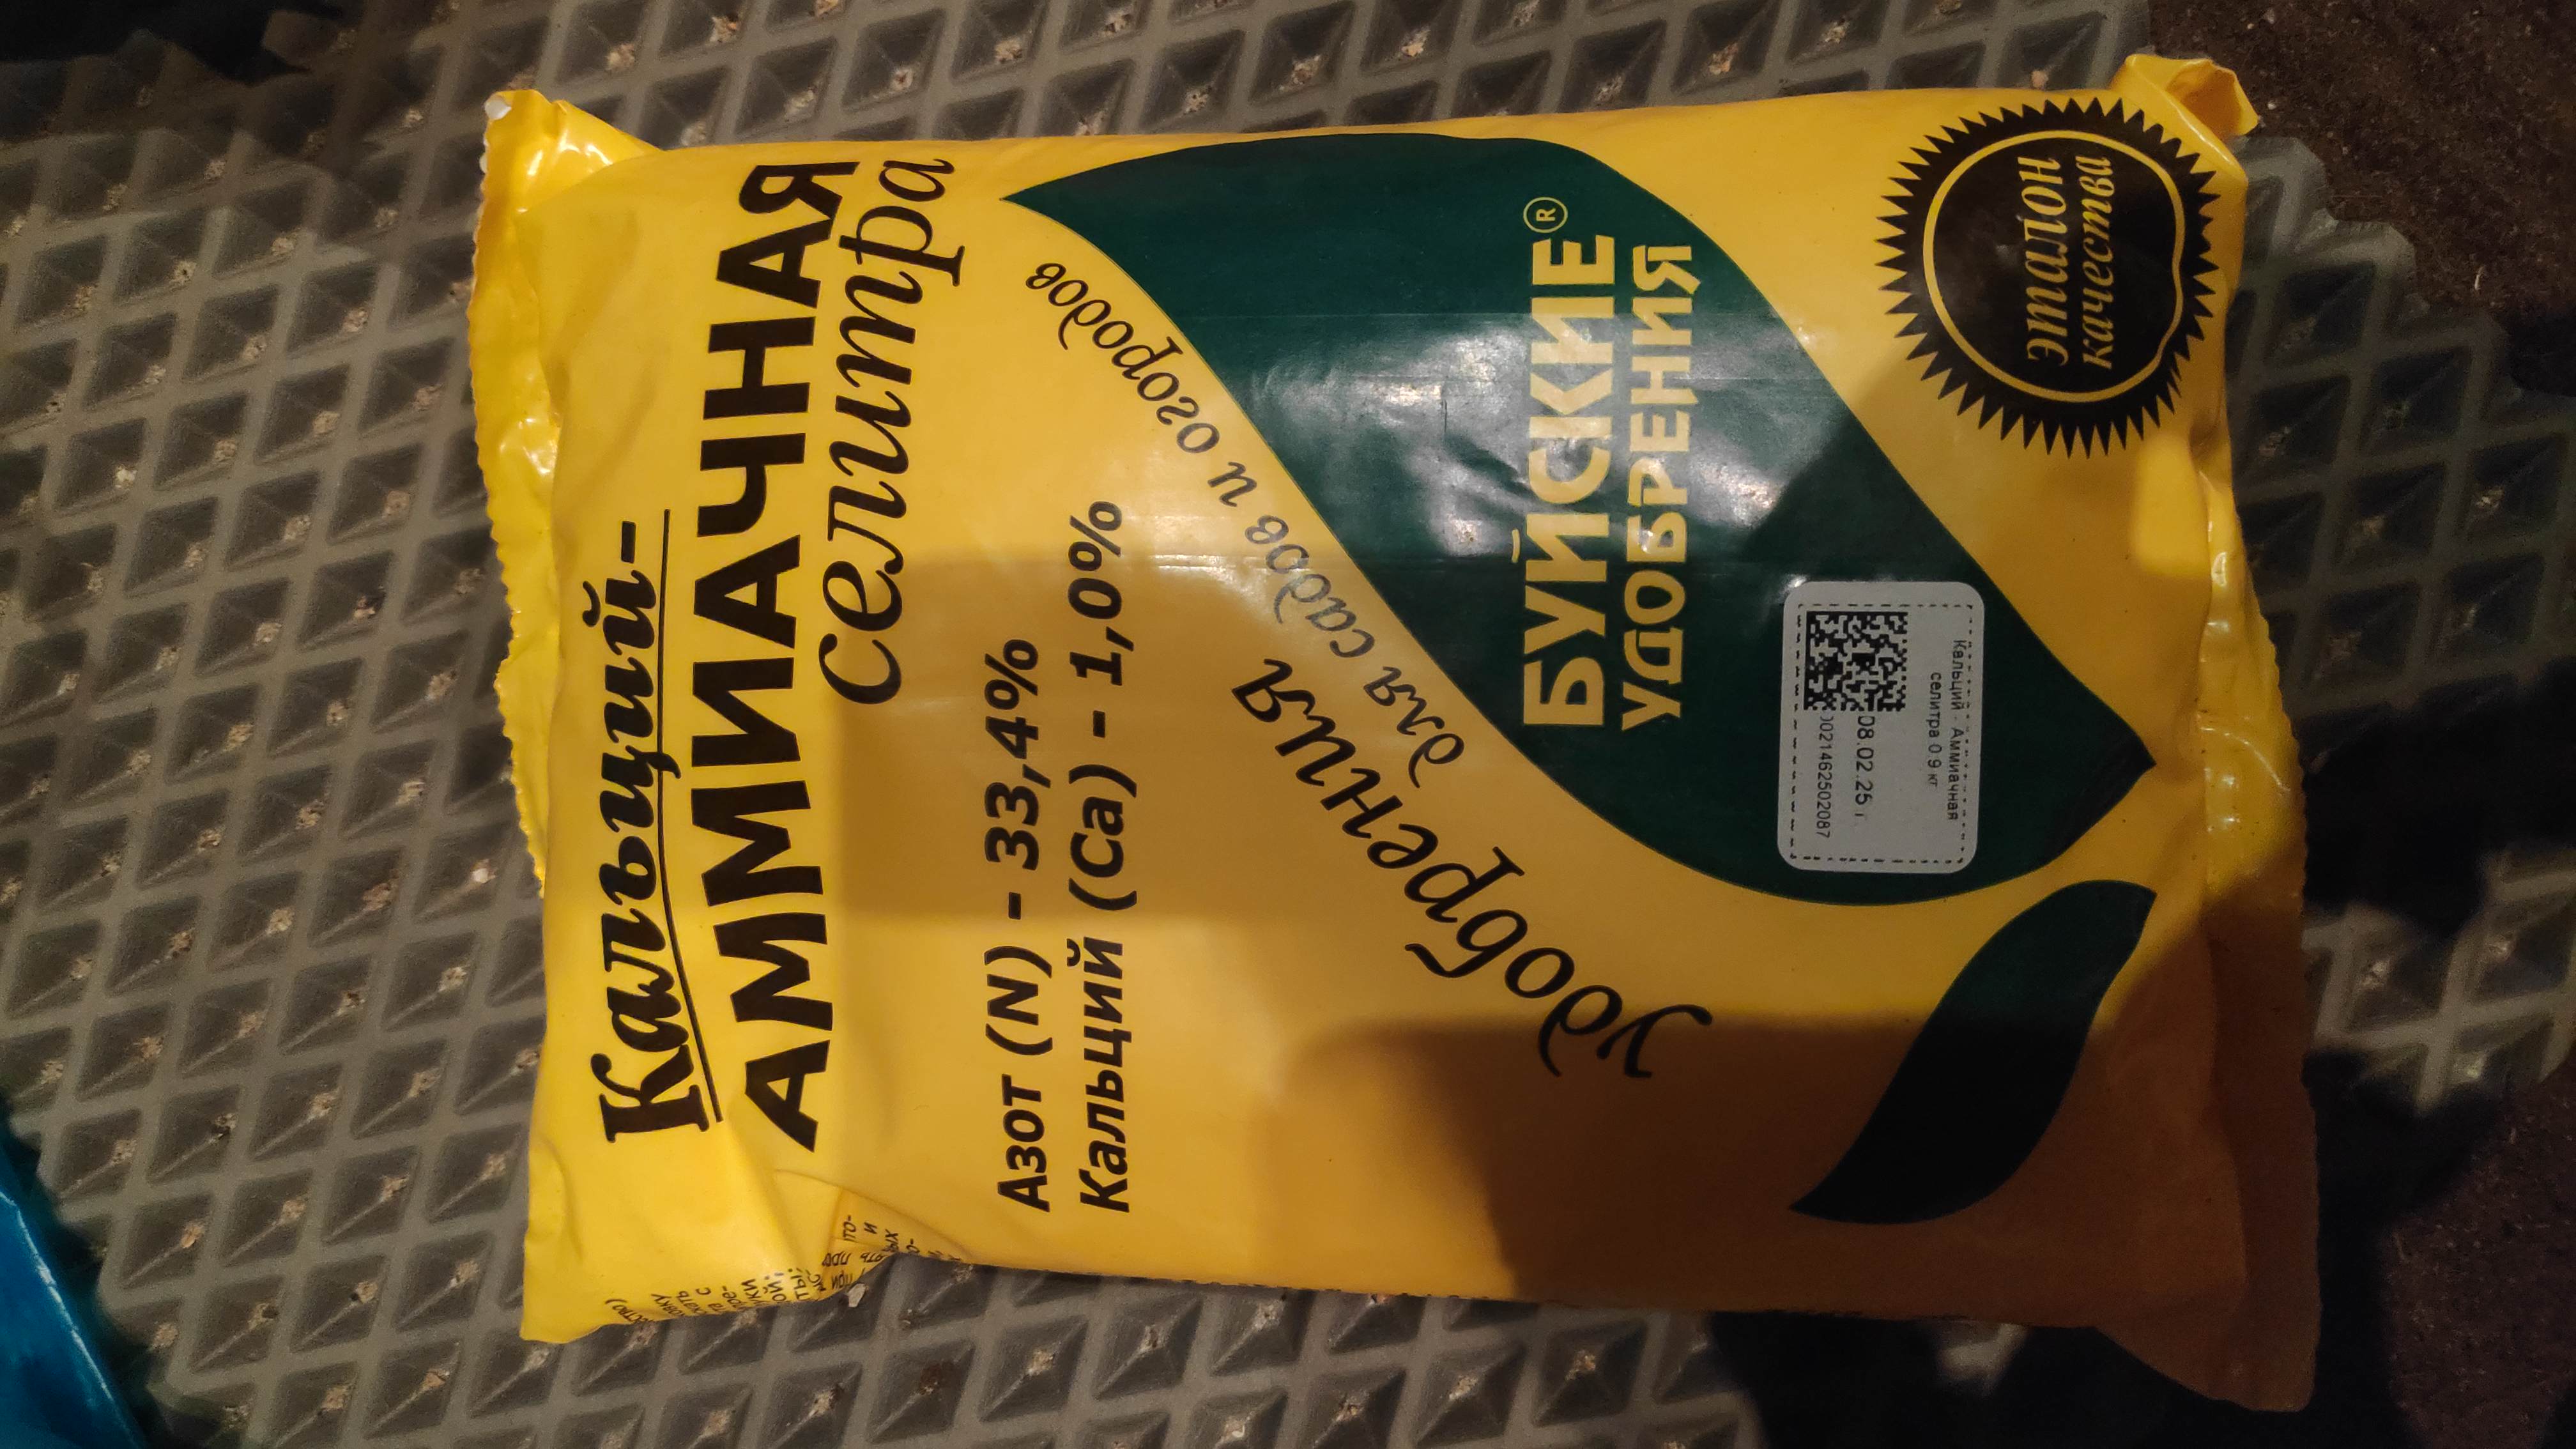 Кальций-
АММИАЧНАЯ
селитра
Азот (N) - 33,4%
Кальций (Ca) - 1,0%
удобрения
для садов и огородов
БУЙСКИЕ®
УДОБРЕНИЯ
Кальций - Аммиачная
селитра 0.9 кг
08.02.25 г.
эталон
качества